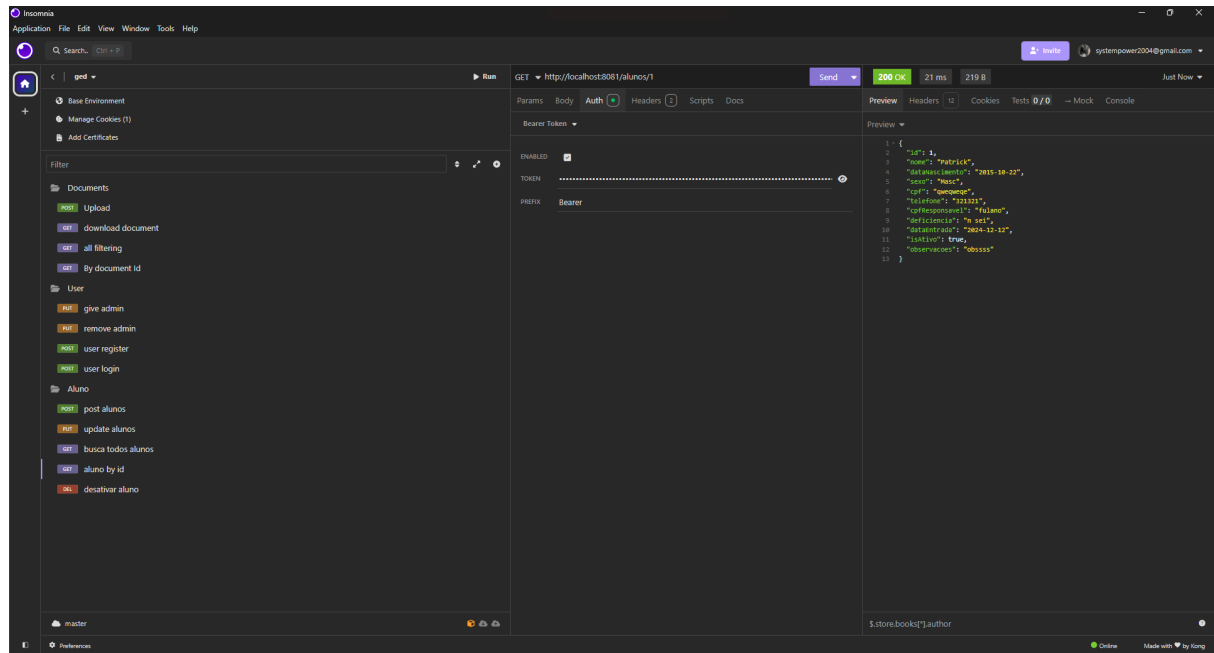 Insomnia
Application File Edit View Window Tools Help
Search.. Ctrl + P
Invite
systempower2004@gmail.com
ged
Run
GET http://localhost:8081/alunos/1
Send
200 OK
21 ms
219 B
Just Now
Base Environment
Manage Cookies (1)
Add Certificates
Params Body Auth Headers 2 Scripts Docs
Preview Headers 12 Cookies Tests 0 / 0 → Mock Console
Bearer Token
Preview
Filter
ENABLED
TOKEN
PREFIX Bearer
Documents
POST Upload
GET download document
GET all filtering
GET By document Id
User
PUT give admin
PUT remove admin
POST user register
POST user login
Aluno
POST post alunos
PUT update alunos
GET busca todos alunos
GET aluno by id
DEL desativar aluno
1 {
2 "id": 1,
3 "nome": "Patrick",
4 "dataNascimento": "2015-10-22",
5 "sexo": "Masc",
6 "cpf": "qweqweqe",
7 "telefone": "321321",
8 "cpfResponsavel": "fulano",
9 "deficiencia": "n sei",
10 "dataEntrada": "2024-12-12",
11 "isAtivo": true,
12 "observacoes": "obssss"
13 }
master
$.store.books[*].author
Preferences
Online
Made with ♥ by Kong